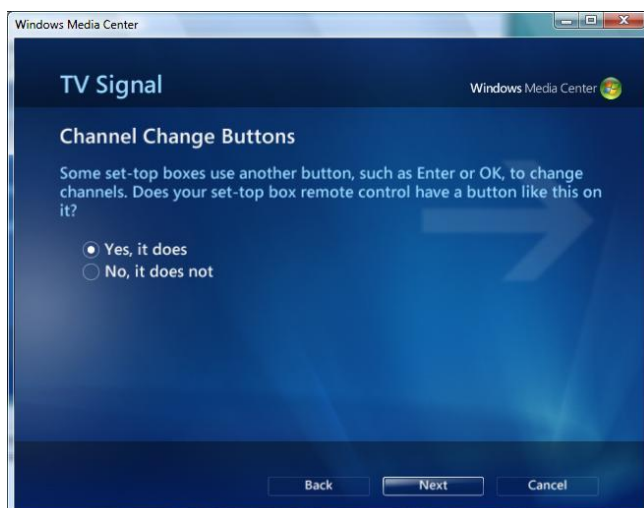 Windows Media Center
TV Signal
Windows Media Center
Channel Change Buttons
Some set-top boxes use another button, such as Enter or OK, to change
channels. Does your set-top box remote control have a button like this on
it?
Yes, it does
No, it does not
Back Next Cancel